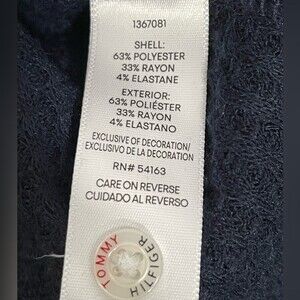 1367081
SHELL:
63% POLYESTER
33% RAYON
4% ELASTANE
EXTERIOR:
63% POLIÉSTER
33% RAYON
4% ELASTANO
EXCLUSIVE OF DECORATION/
EXCLUSIVO DE LA DECORATIÓN
RN# 54163
CARE ON REVERSE
CUIDADO AL REVERSO
TOMMY
HILFIGER